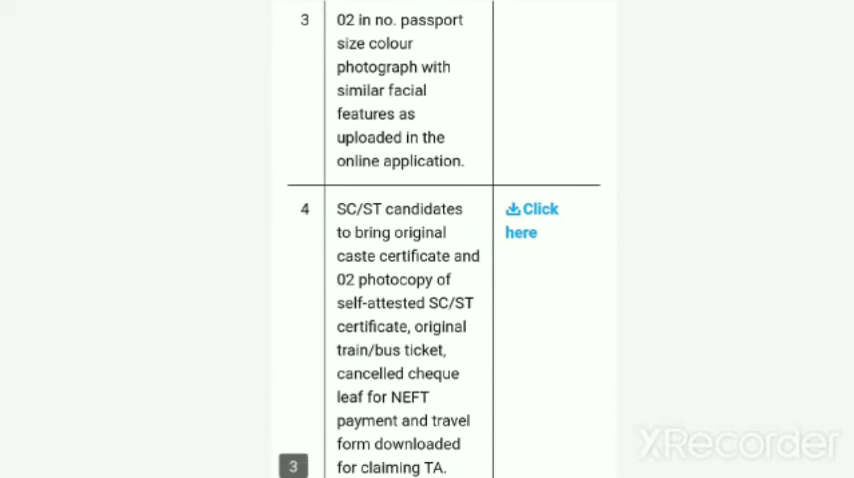 3
02 in no. passport
size colour
photograph with
similar facial
features as
uploaded in the
online application.
4
SC/ST candidates
to bring original
caste certificate and
02 photocopy of
self-attested SC/ST
certificate, original
train/bus ticket,
cancelled cheque
leaf for NEFT
payment and travel
form downloaded
for claiming TA.
Click
here
3
XRecorder